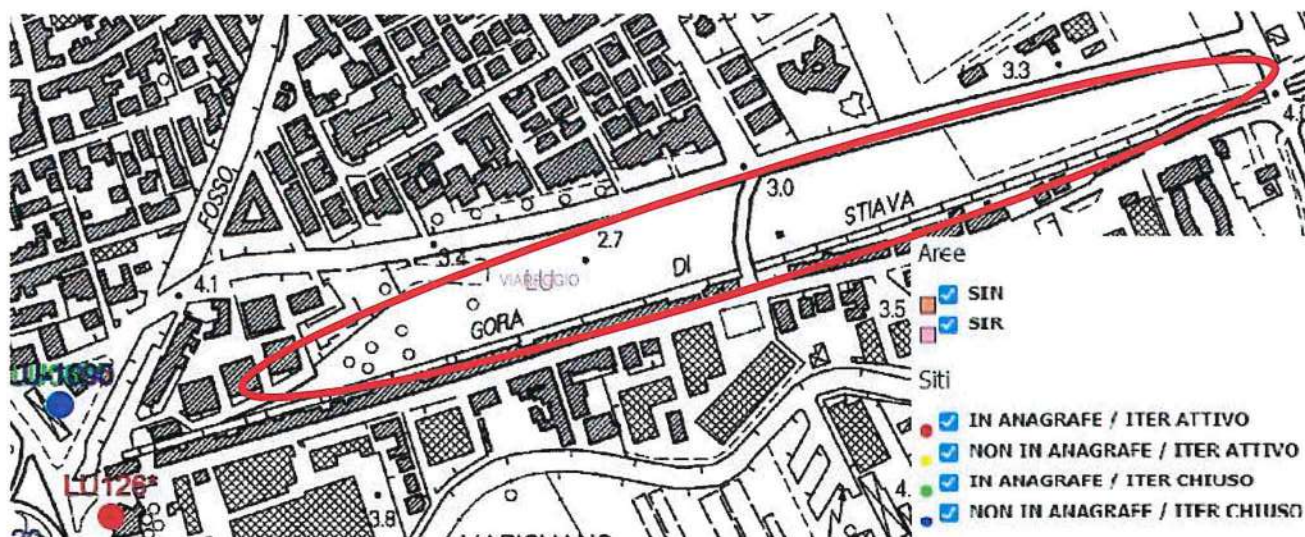 3.3
FOSSO
3.0
STIAVA
2.7
3.4
VIAREGGIO
LU
DI
4.1
GORA
3.5
LU126*
3.8
Aree
SIN
SIR
Siti
IN ANAGRAFE / ITER ATTIVO
NON IN ANAGRAFE / ITER ATTIVO
IN ANAGRAFE / ITER CHIUSO
NON IN ANAGRAFE / ITER CHIUSO